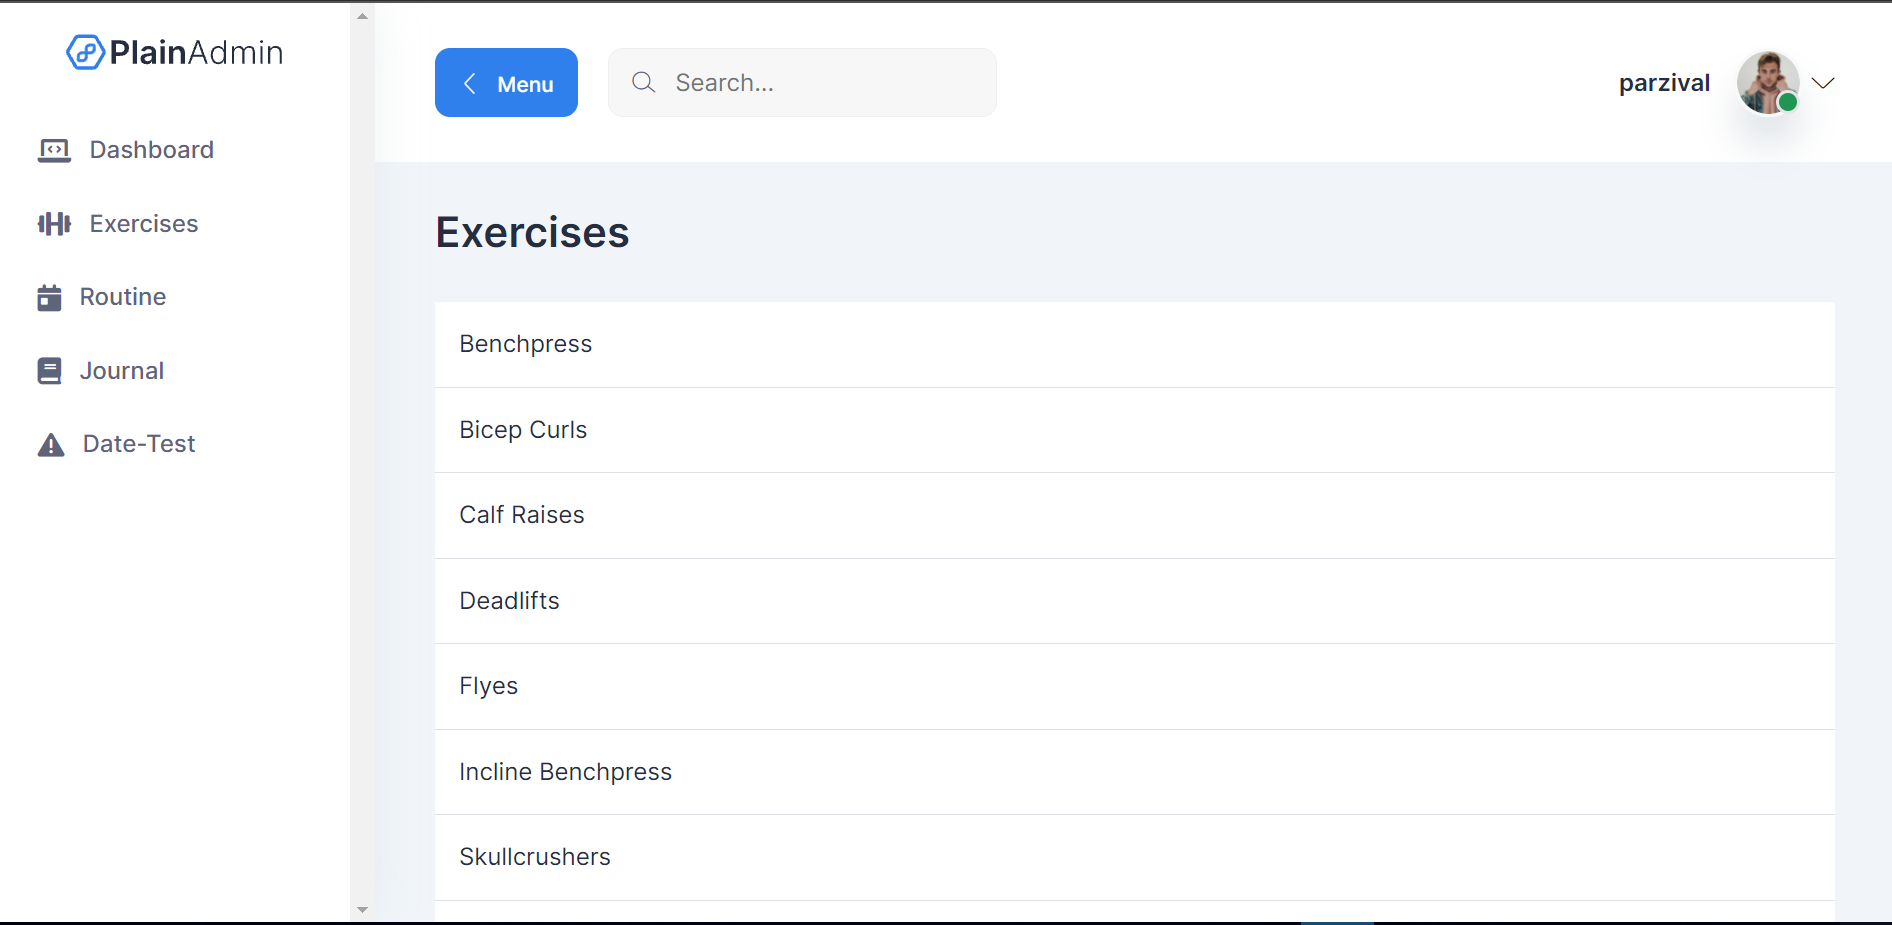 PlainAdmin
Dashboard
Exercises
Routine
Journal
Date-Test
Menu
Search...
parzival
Exercises
Benchpress
Bicep Curls
Calf Raises
Deadlifts
Flyes
Incline Benchpress
Skullcrushers